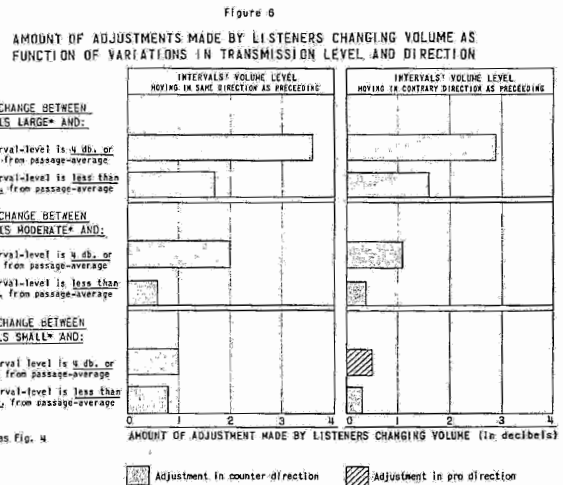 Figure 6
AMOUNT OF ADJUSTMENTS MADE BY LISTENERS CHANGING VOLUME AS
FUNCTION OF VARIATIONS IN TRANSMISSION LEVEL AND DIRECTION
INTERVALS' VOLUME LEVEL
MOVING IN SAME DIRECTION AS PRECEEDING
INTERVALS' VOLUME LEVEL
MOVING IN CONTRARY DIRECTION AS PRECEEDING
CHANGE BETWEEN
LS LARGE* AND:
rval-level is 4 db. or
from passage-average
rval-level is less than
from passage-average
CHANGE BETWEEN
LS MODERATE* AND:
rval-level is 4 db. or
from passage-average
rval-level is less than
from passage-average
CHANGE BETWEEN
LS SMALL* AND:
rval level is 4 db. or
from passage-average
rval-level is less than
from passage-average
0 1 2 3 4 0 1 2 3 4
as Fig. 4
AMOUNT OF ADJUSTMENT MADE BY LISTENERS CHANGING VOLUME (in decibels)
Adjustment in counter direction
Adjustment in pro direction